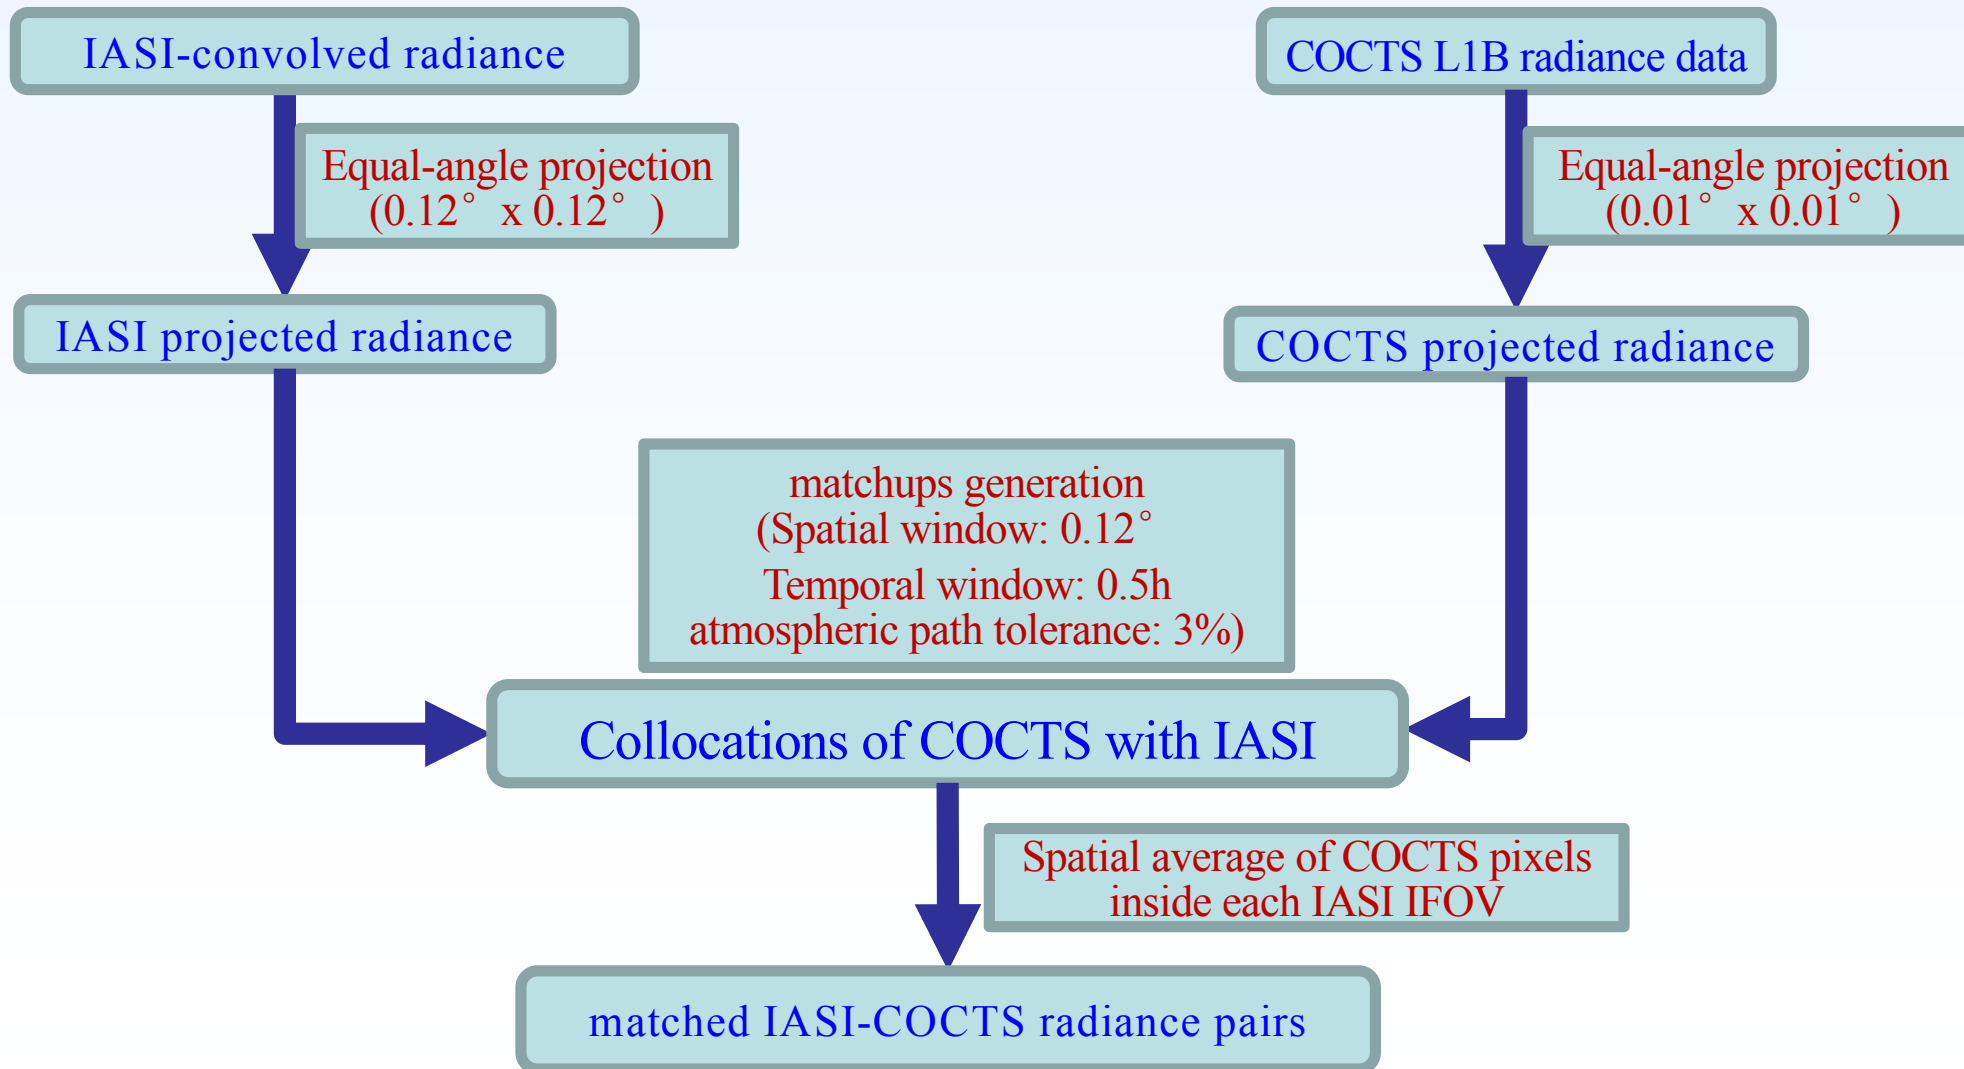 IASI-convolved radiance
COCTS L1B radiance data
Equal-angle projection
(0.12° x 0.12° )
Equal-angle projection
(0.01° x 0.01° )
IASI projected radiance
COCTS projected radiance
matchups generation
(Spatial window: 0.12°
Temporal window: 0.5h
atmospheric path tolerance: 3%)
Collocations of COCTS with IASI
Spatial average of COCTS pixels
inside each IASI IFOV
matched IASI-COCTS radiance pairs